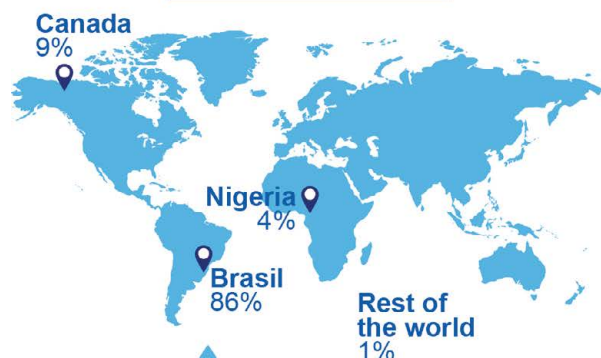 Canada
9%
Nigeria
4%
Brasil
86%
Rest of
the world
1%